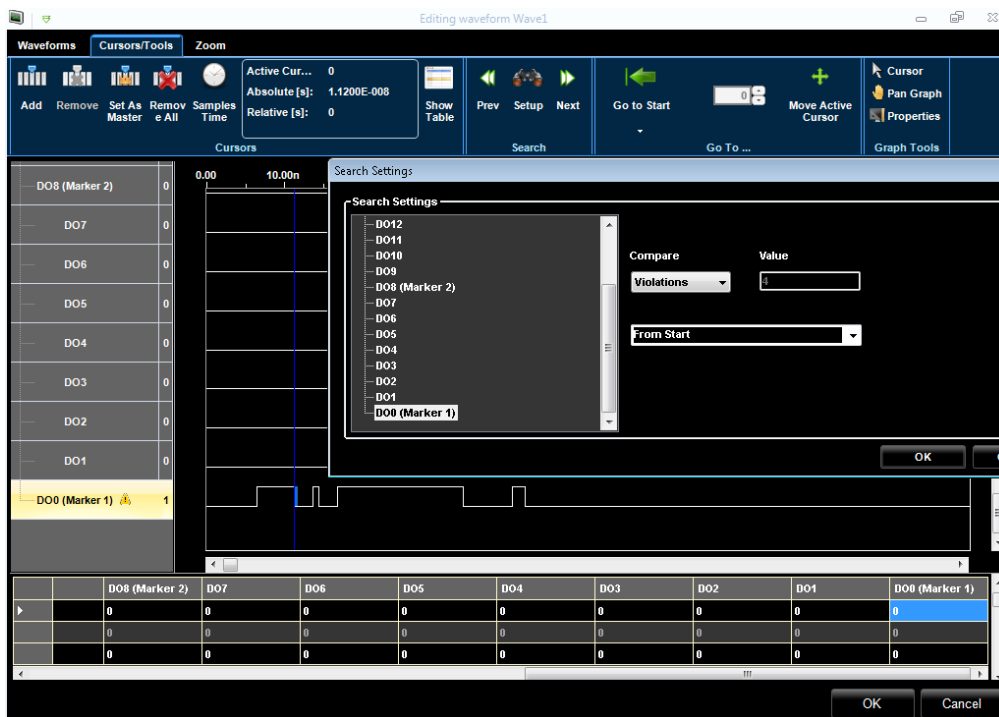 Editing waveform Wave1
Waveforms Cursors/Tools Zoom
Add
Remove
Set As
Master
Remov
e All
Samples
Time
Active Cur... 0
Absolute [s]: 1.1200E-008
Relative [s]: 0
Show
Table
Cursors
Prev
Setup
Next
Search
Go to Start
0
Move Active
Cursor
Go To ...
Cursor
Pan Graph
Properties
Graph Tools
DO8 (Marker 2) 0
DO7 0
DO6 0
DO5 0
DO4 0
DO3 0
DO2 0
DO1 0
DO0 (Marker 1) 1
0.00 10.00n
Search Settings
Search Settings
DO12
DO11
DO10
DO9
DO8 (Marker 2)
DO7
DO6
DO5
DO4
DO3
DO2
DO1
DO0 (Marker 1)
Compare Value
Violations 4
From Start
OK
DO8 (Marker 2) DO7 DO6 DO5 DO4 DO3 DO2 DO1 DO0 (Marker 1)
0 0 0 0 0 0 0 0 0
0 0 0 0 0 0 0 0 0
0 0 0 0 0 0 0 0 0
OK Cancel